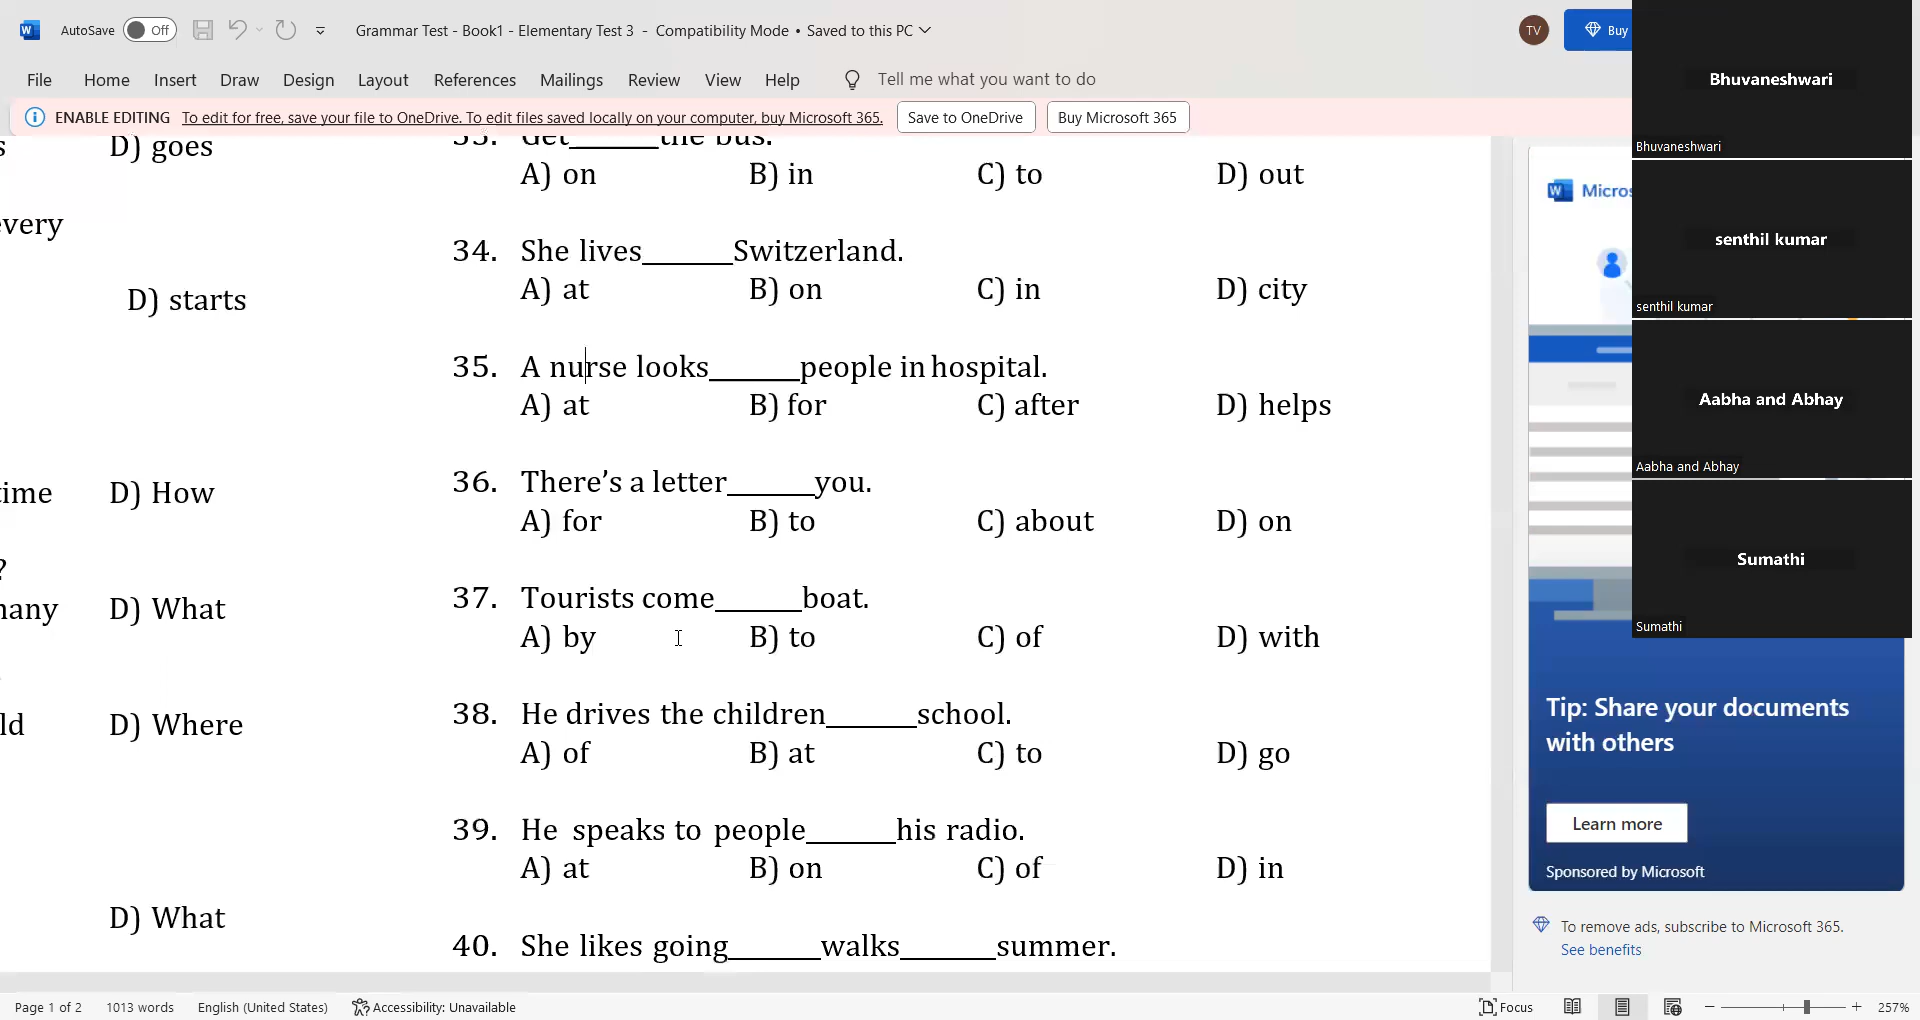 AutoSave Off Grammar Test - Book1 - Elementary Test 3 - Compatibility Mode • Saved to this PC TV Buy
File Home Insert Draw Design Layout References Mailings Review View Help Tell me what you want to do
ENABLE EDITING To edit for free, save your file to OneDrive. To edit files saved locally on your computer, buy Microsoft 365. Save to OneDrive Buy Microsoft 365
s D) goes
every
D) starts
time D) How
?
many D) What
ld D) Where
D) What
33. Get______the bus.
A) on B) in C) to D) out
34. She lives______Switzerland.
A) at B) on C) in D) city
35. A nurse looks______people in hospital.
A) at B) for C) after D) helps
36. There’s a letter______you.
A) for B) to C) about D) on
37. Tourists come______boat.
A) by B) to C) of D) with
38. He drives the children______school.
A) of B) at C) to D) go
39. He speaks to people______his radio.
A) at B) on C) of D) in
40. She likes going______walks______summer.
Bhuvaneshwari
Bhuvaneshwari
senthil kumar
senthil kumar
Aabha and Abhay
Aabha and Abhay
Sumathi
Sumathi
Micros
Tip: Share your documents
with others
Learn more
Sponsored by Microsoft
To remove ads, subscribe to Microsoft 365.
See benefits
Page 1 of 2 1013 words English (United States) Accessibility: Unavailable Focus 257%